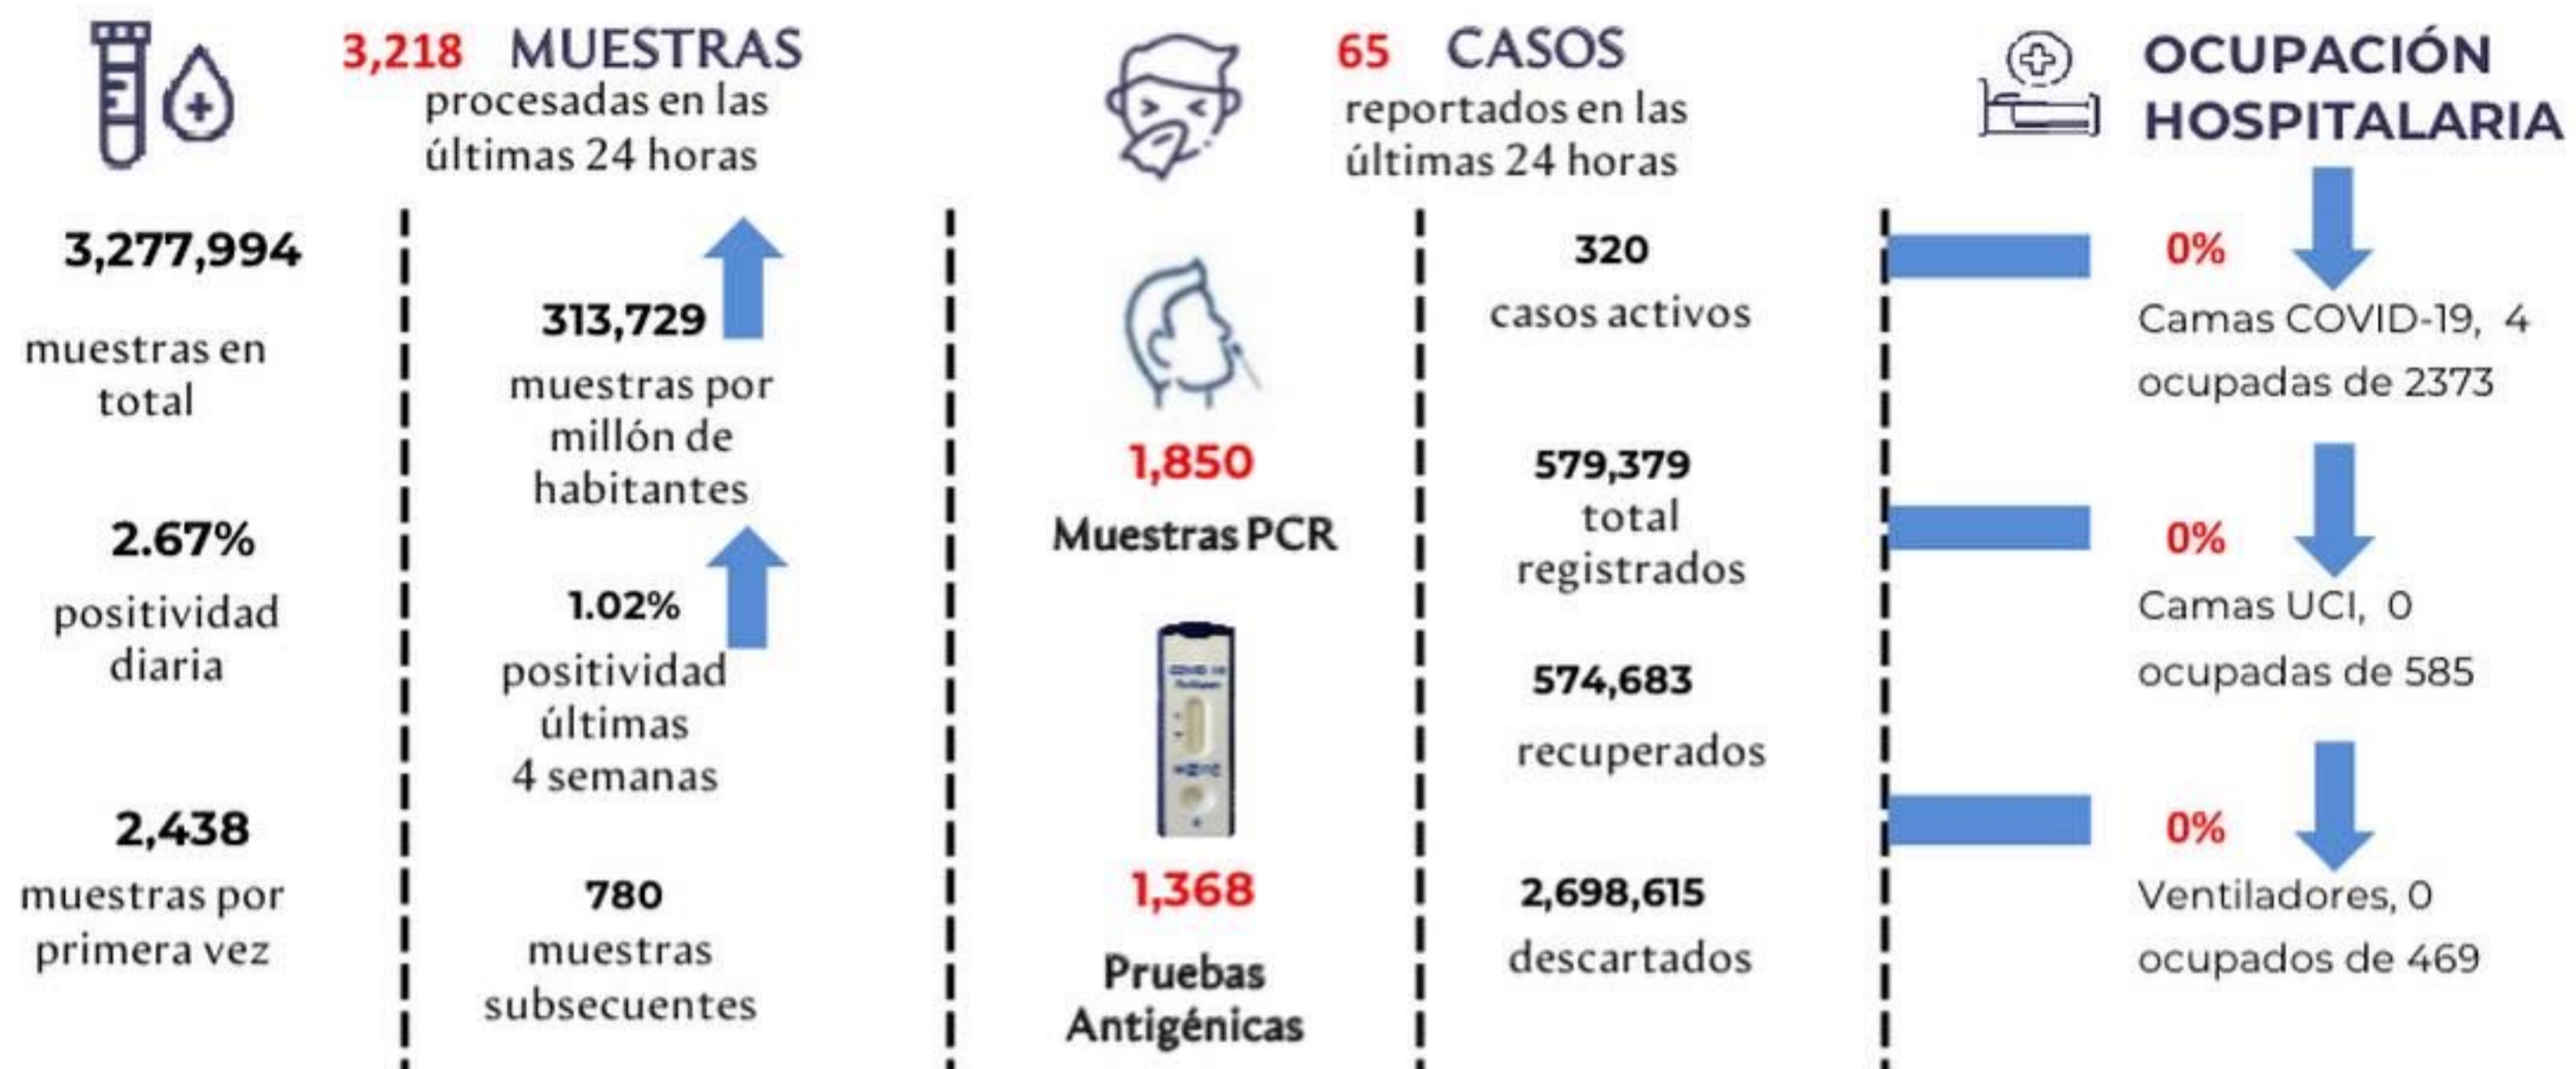 3,218 MUESTRAS
procesadas en las
últimas 24 horas
3,277,994
muestras en
total
2.67%
positividad
diaria
2,438
muestras por
primera vez
313,729
muestras por
millón de
habitantes
1.02%
positividad
últimas
4 semanas
780
muestras
subsecuentes
65 CASOS
reportados en las
últimas 24 horas
1,850
Muestras PCR
COVID-19
1,368
Pruebas
Antigénicas
320
casos activos
579,379
total
registrados
574,683
recuperados
2,698,615
descartados
OCUPACIÓN
HOSPITALARIA
0%
Camas COVID-19, 4
ocupadas de 2373
0%
Camas UCI, 0
ocupadas de 585
0%
Ventiladores, 0
ocupados de 469